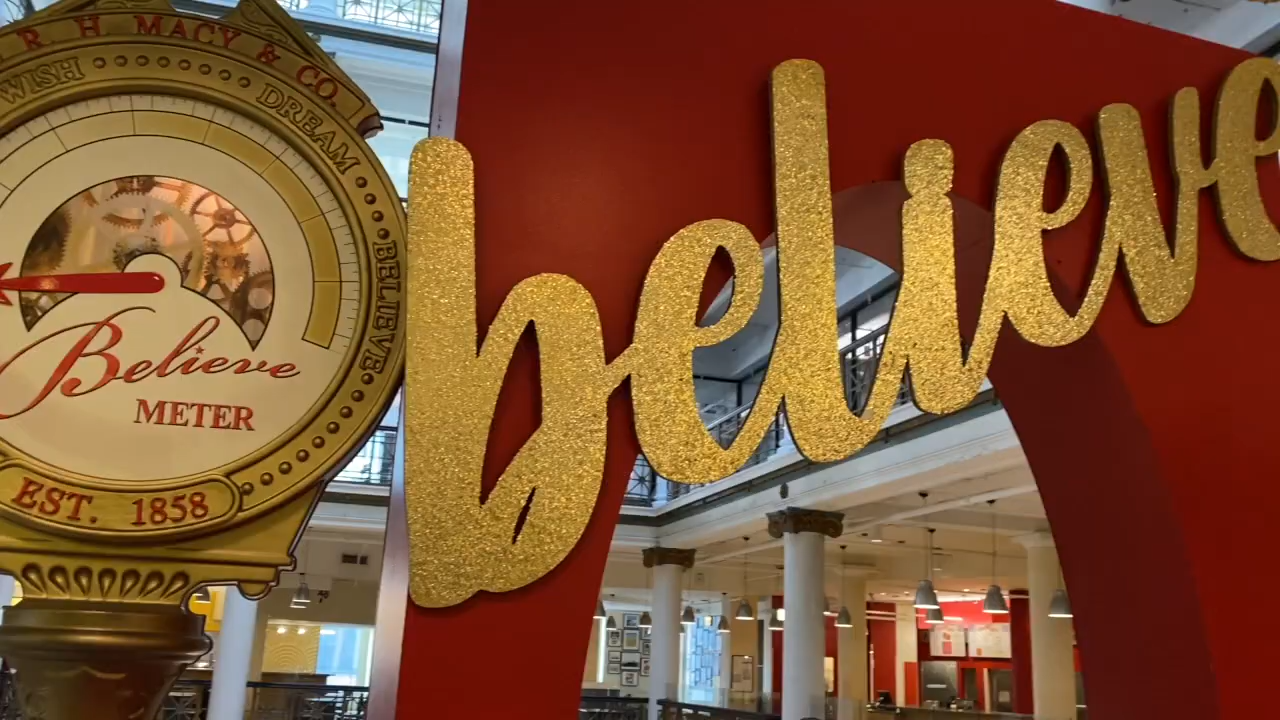 R. H. MACY & CO.
WISH
DREAM
BELIEVE
Believe
METER
EST. 1858
believe